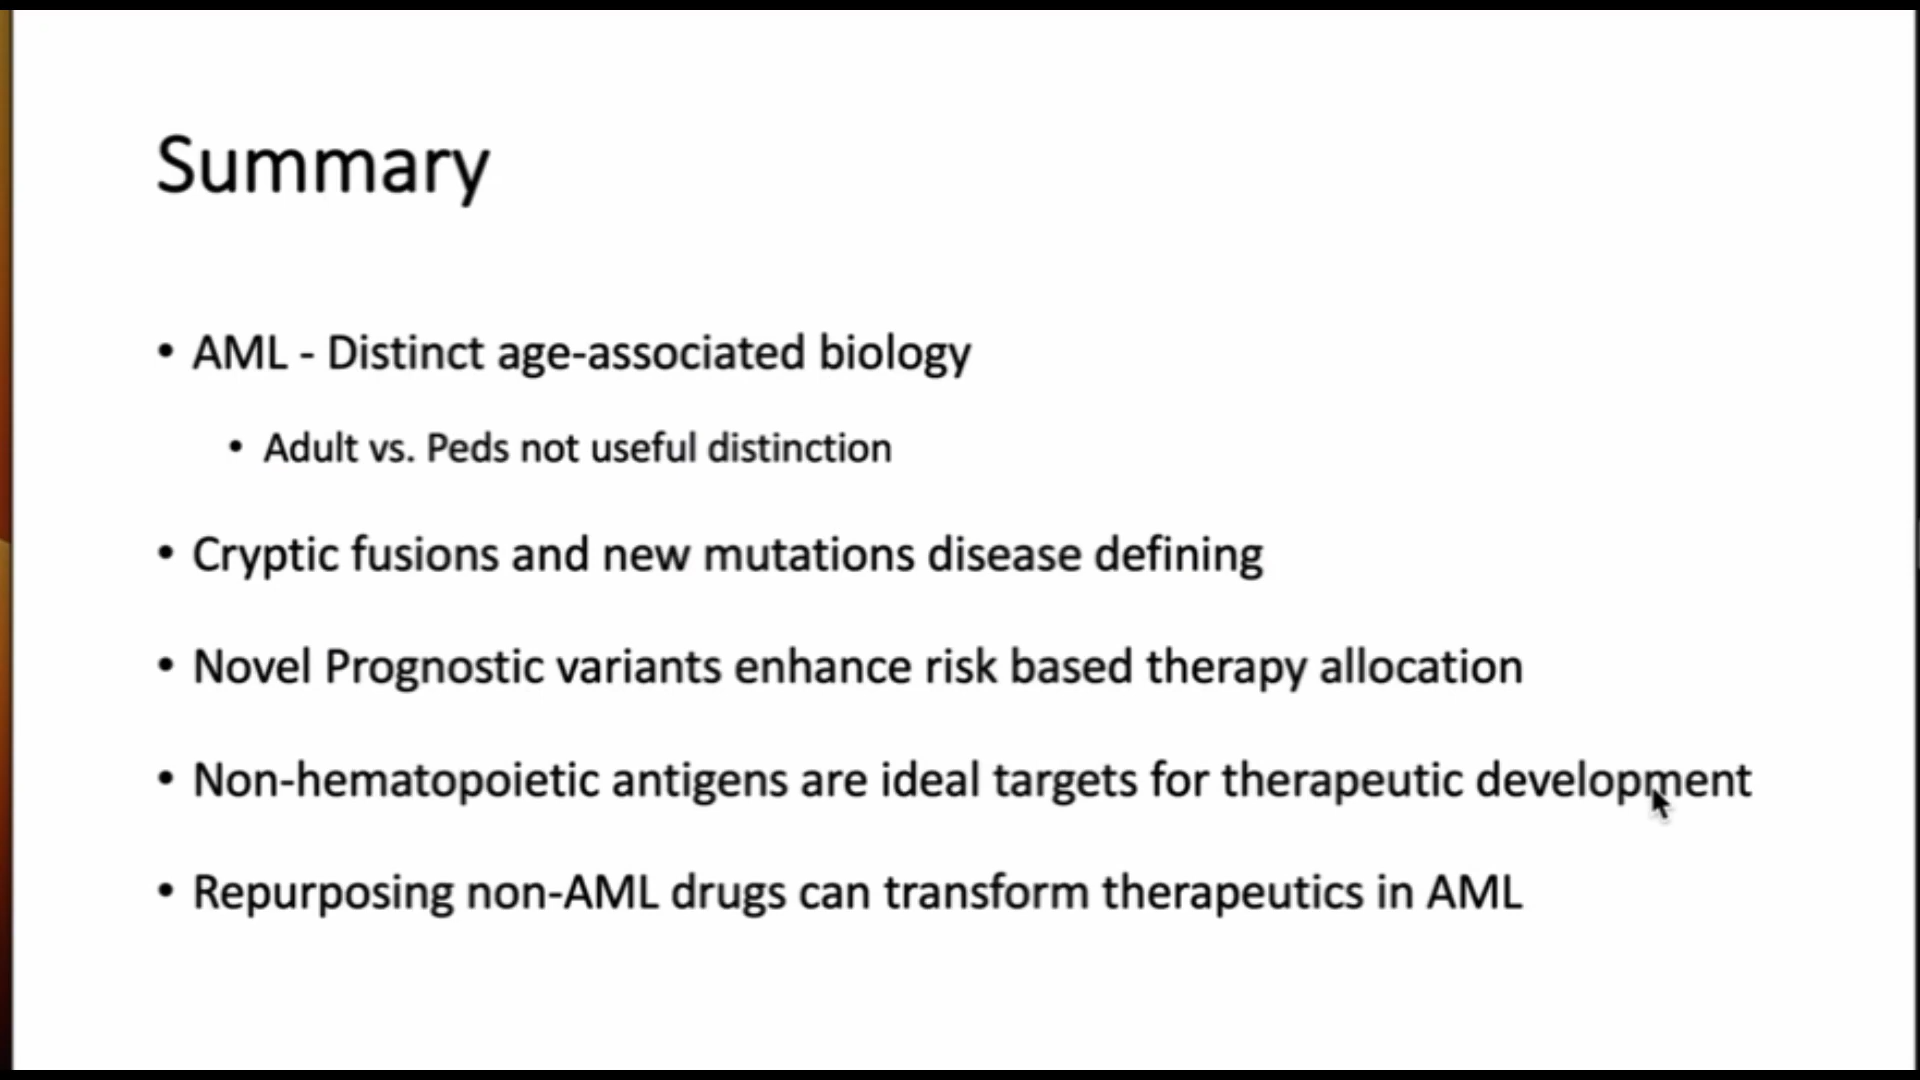 Summary
• AML - Distinct age-associated biology
• Adult vs. Peds not useful distinction
• Cryptic fusions and new mutations disease defining
• Novel Prognostic variants enhance risk based therapy allocation
• Non-hematopoietic antigens are ideal targets for therapeutic development
• Repurposing non-AML drugs can transform therapeutics in AML